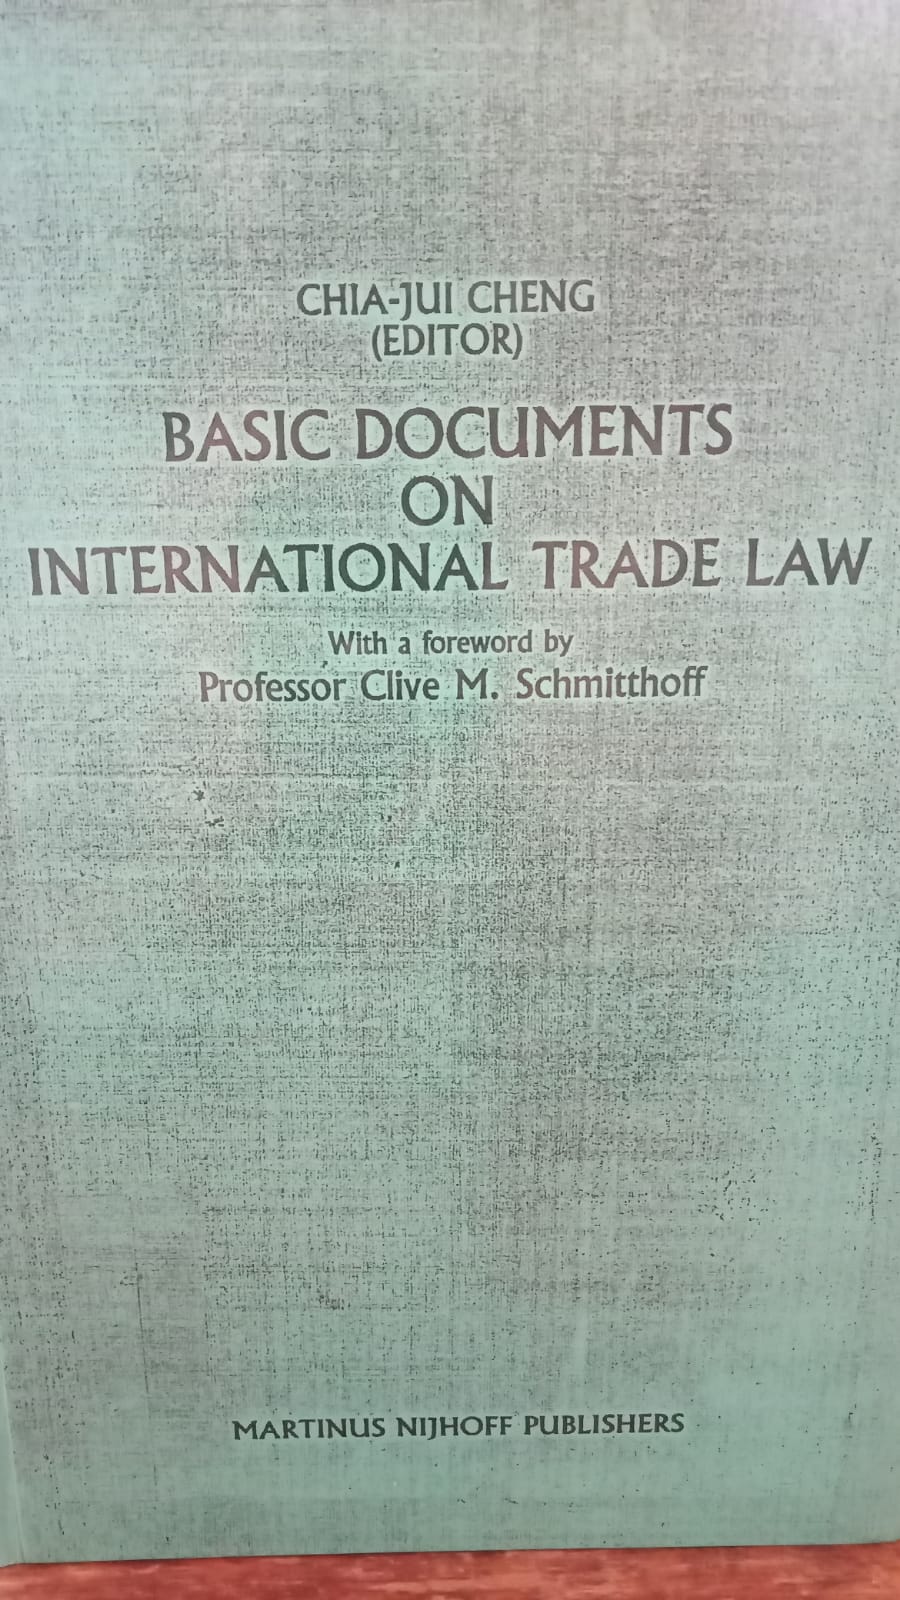 CHIA-JUI CHENG
(EDITOR)
BASIC DOCUMENTS
ON
INTERNATIONAL TRADE LAW
With a foreword by
Professor Clive M. Schmitthoff
MARTINUS NIJHOFF PUBLISHERS